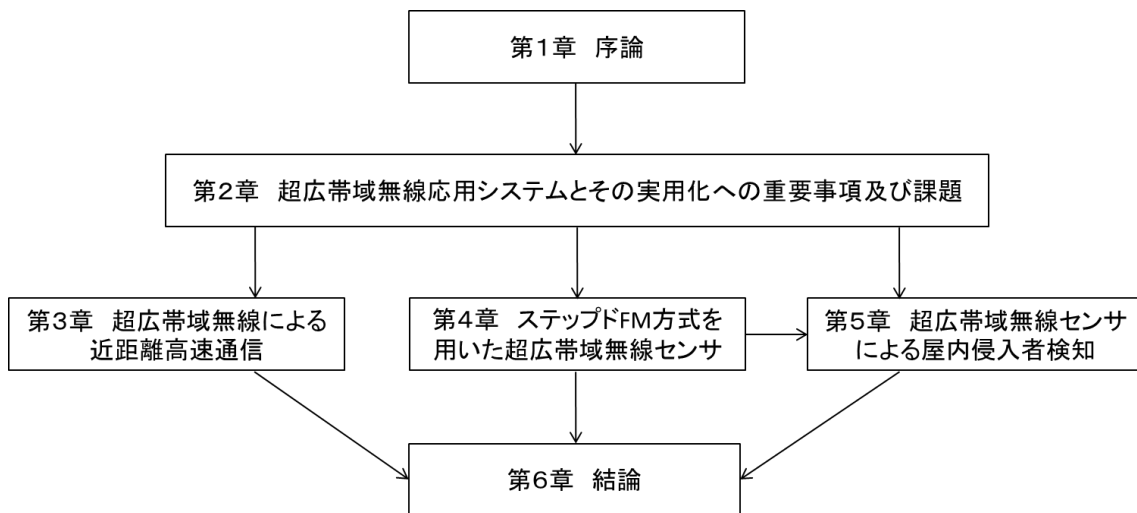 第1章 序論
第2章 超広帯域無線応用システムとその実用化への重要事項及び課題
第3章 超広帯域無線による
近距離高速通信
第4章 ステップドFM方式を
用いた超広帯域無線センサ
第5章 超広帯域無線センサ
による屋内侵入者検知
第6章 結論